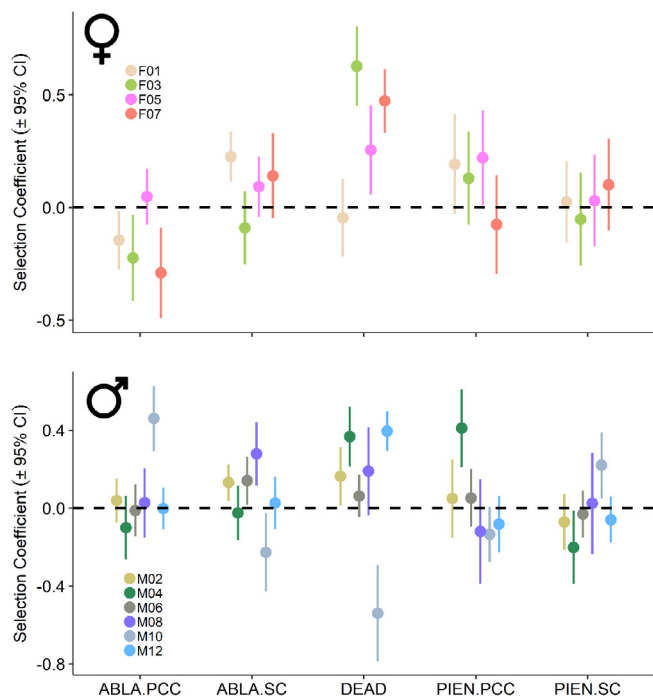 Selection Coefficient (± 95% CI)
F01
F03
F05
F07
0.5
0.0
-0.5
Selection Coefficient (± 95% CI)
0.4
0.0
-0.4
-0.8
M02
M04
M06
M08
M10
M12
ABLA.PCC ABLA.SC DEAD PIEN.PCC PIEN.SC